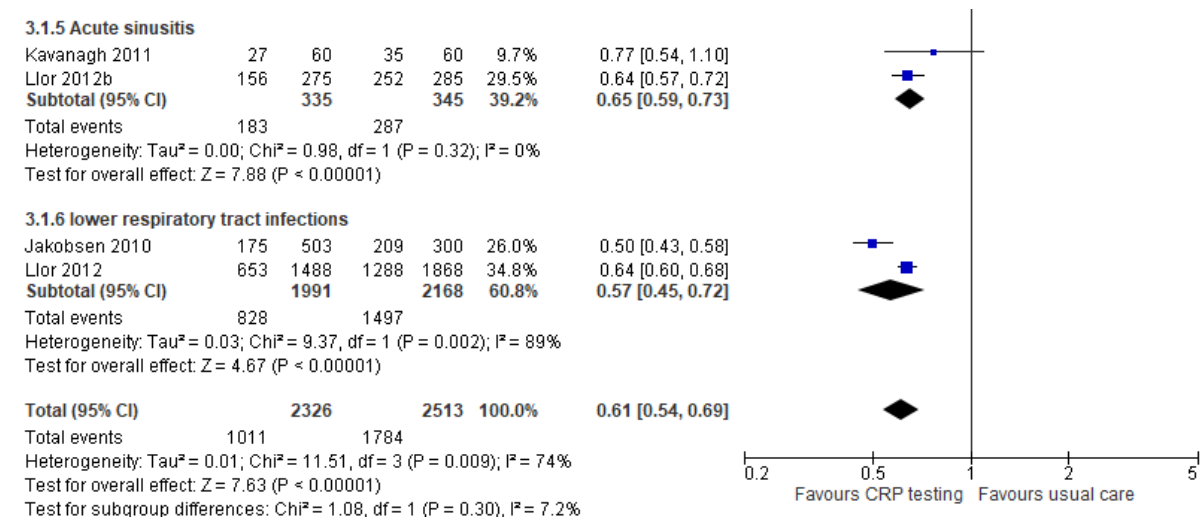 3.1.5 Acute sinusitis
Kavanagh 2011 27 60 35 60 9.7% 0.77 [0.54, 1.10]
Llor 2012b 156 275 252 285 29.5% 0.64 [0.57, 0.72]
Subtotal (95% CI) 335 345 39.2% 0.65 [0.59, 0.73]
Total events 183 287
Heterogeneity: Tau² = 0.00; Chi² = 0.98, df = 1 (P = 0.32); I² = 0%
Test for overall effect: Z = 7.88 (P < 0.00001)
3.1.6 lower respiratory tract infections
Jakobsen 2010 175 503 209 300 26.0% 0.50 [0.43, 0.58]
Llor 2012 653 1488 1288 1868 34.8% 0.64 [0.60, 0.68]
Subtotal (95% CI) 1991 2168 60.8% 0.57 [0.45, 0.72]
Total events 828 1497
Heterogeneity: Tau² = 0.03; Chi² = 9.37, df = 1 (P = 0.002); I² = 89%
Test for overall effect: Z = 4.67 (P < 0.00001)
Total (95% CI) 2326 2513 100.0% 0.61 [0.54, 0.69]
Total events 1011 1784
Heterogeneity: Tau² = 0.01; Chi² = 11.51, df = 3 (P = 0.009); I² = 74%
Test for overall effect: Z = 7.63 (P < 0.00001)
Test for subgroup differences: Chi² = 1.08, df = 1 (P = 0.30), I² = 7.2%
0.2 0.5 1 2 5
Favours CRP testing Favours usual care